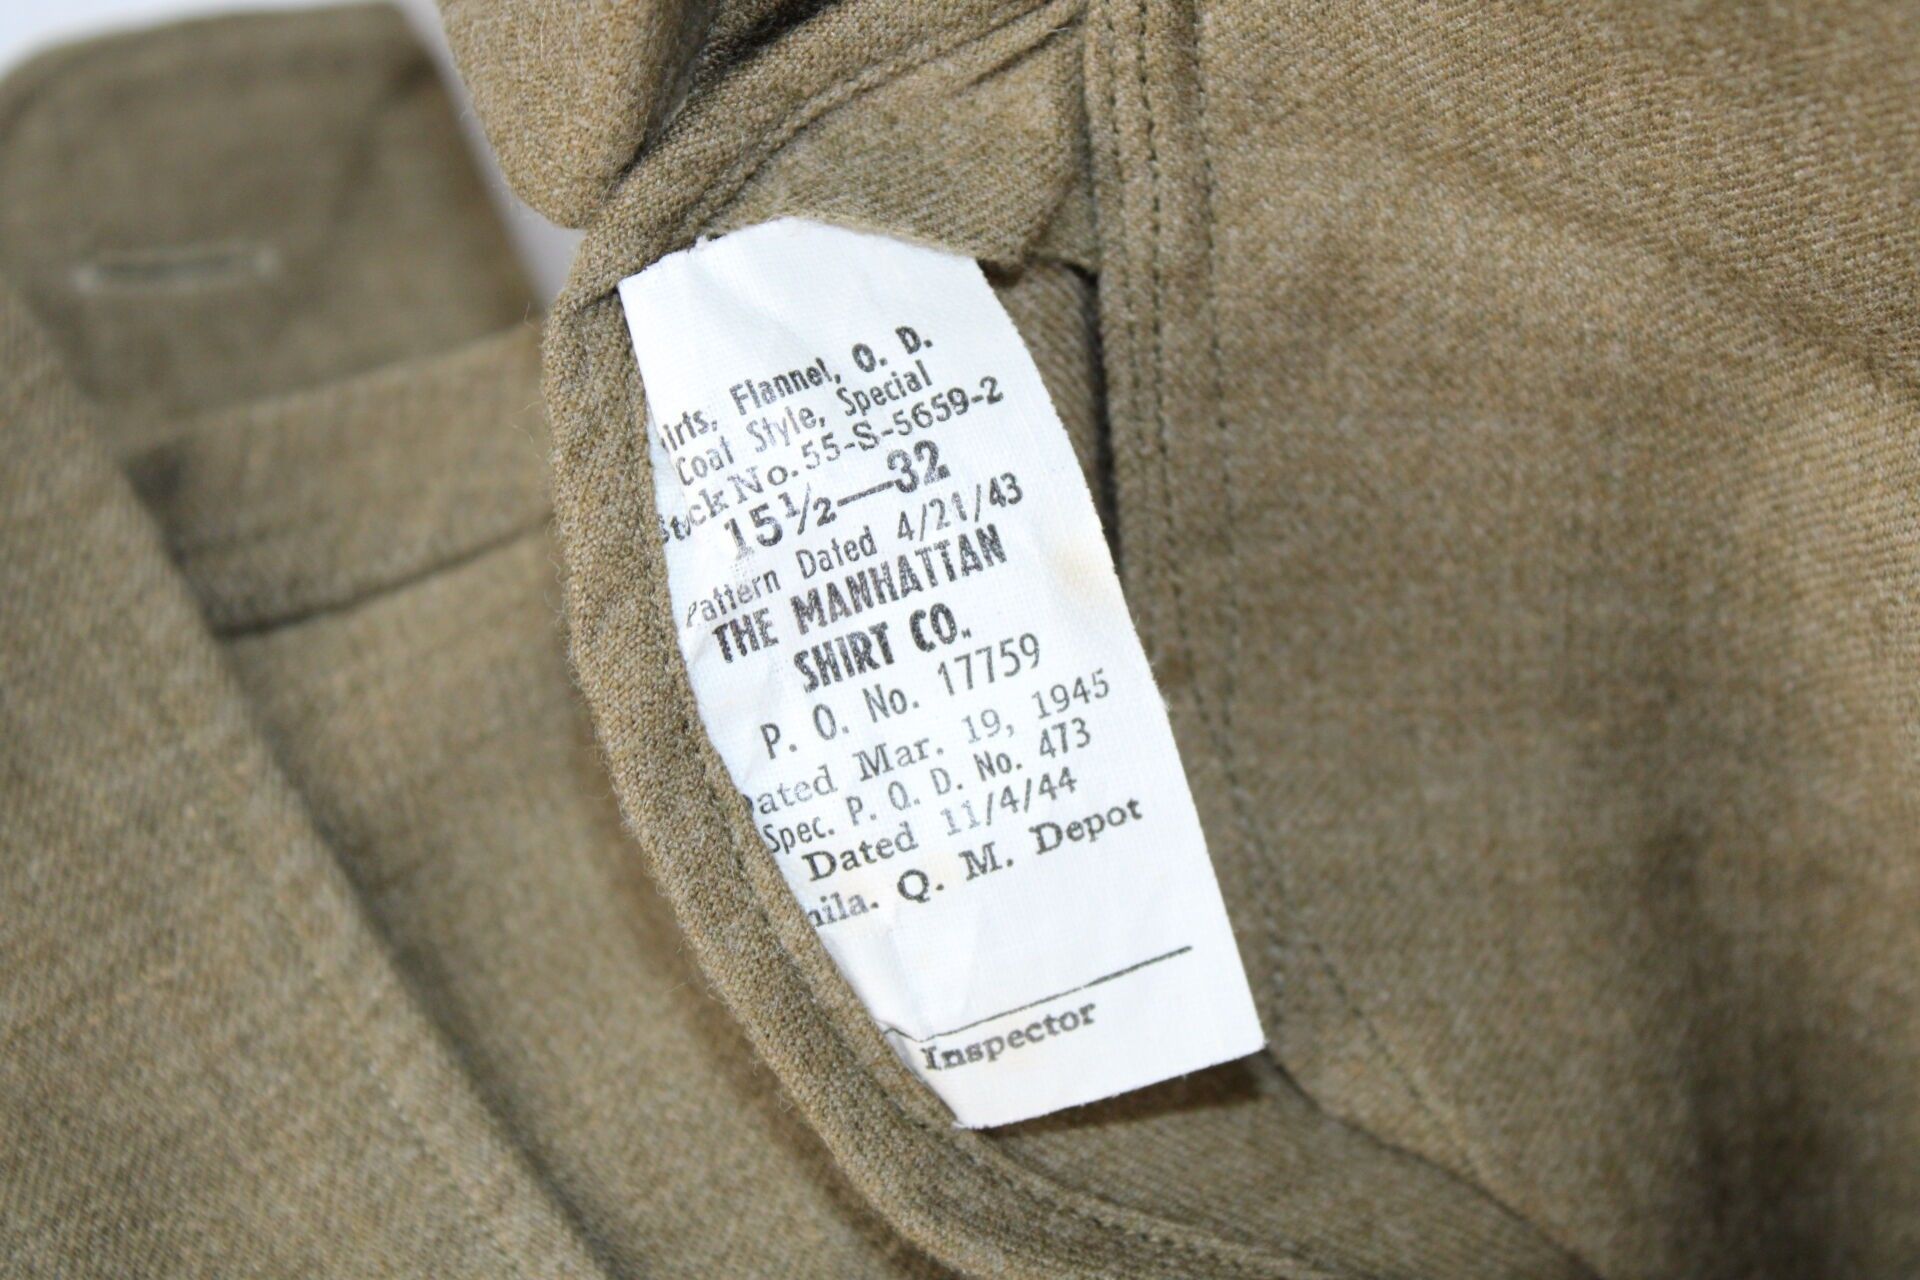 irts, Flannel, O. D.
Coat Style, Special
Stock No. 55-S-5659-2
15½—32
Pattern Dated 4/21/43
THE MANHATTAN
SHIRT CO.
P. O. No. 17759
ated Mar. 19, 1945
Spec. P. Q. D. No. 473
Dated 11/4/44
hila. Q. M. Depot
Inspector